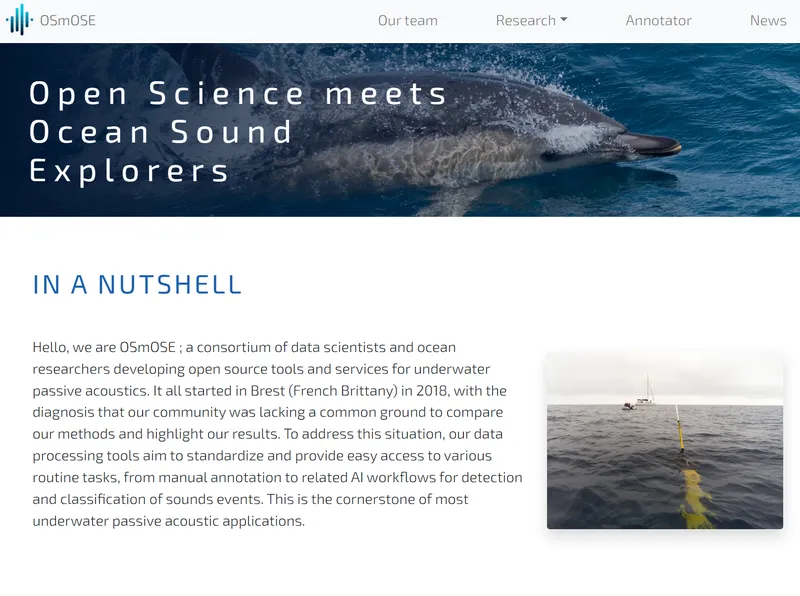 OSmOSE
Our team
Research
Annotator
News
Open Science meets
Ocean Sound
Explorers
IN A NUTSHELL
Hello, we are OSmOSE ; a consortium of data scientists and ocean
researchers developing open source tools and services for underwater
passive acoustics. It all started in Brest (French Brittany) in 2018, with the
diagnosis that our community was lacking a common ground to compare
our methods and highlight our results. To address this situation, our data
processing tools aim to standardize and provide easy access to various
routine tasks, from manual annotation to related AI workflows for detection
and classification of sounds events. This is the cornerstone of most
underwater passive acoustic applications.